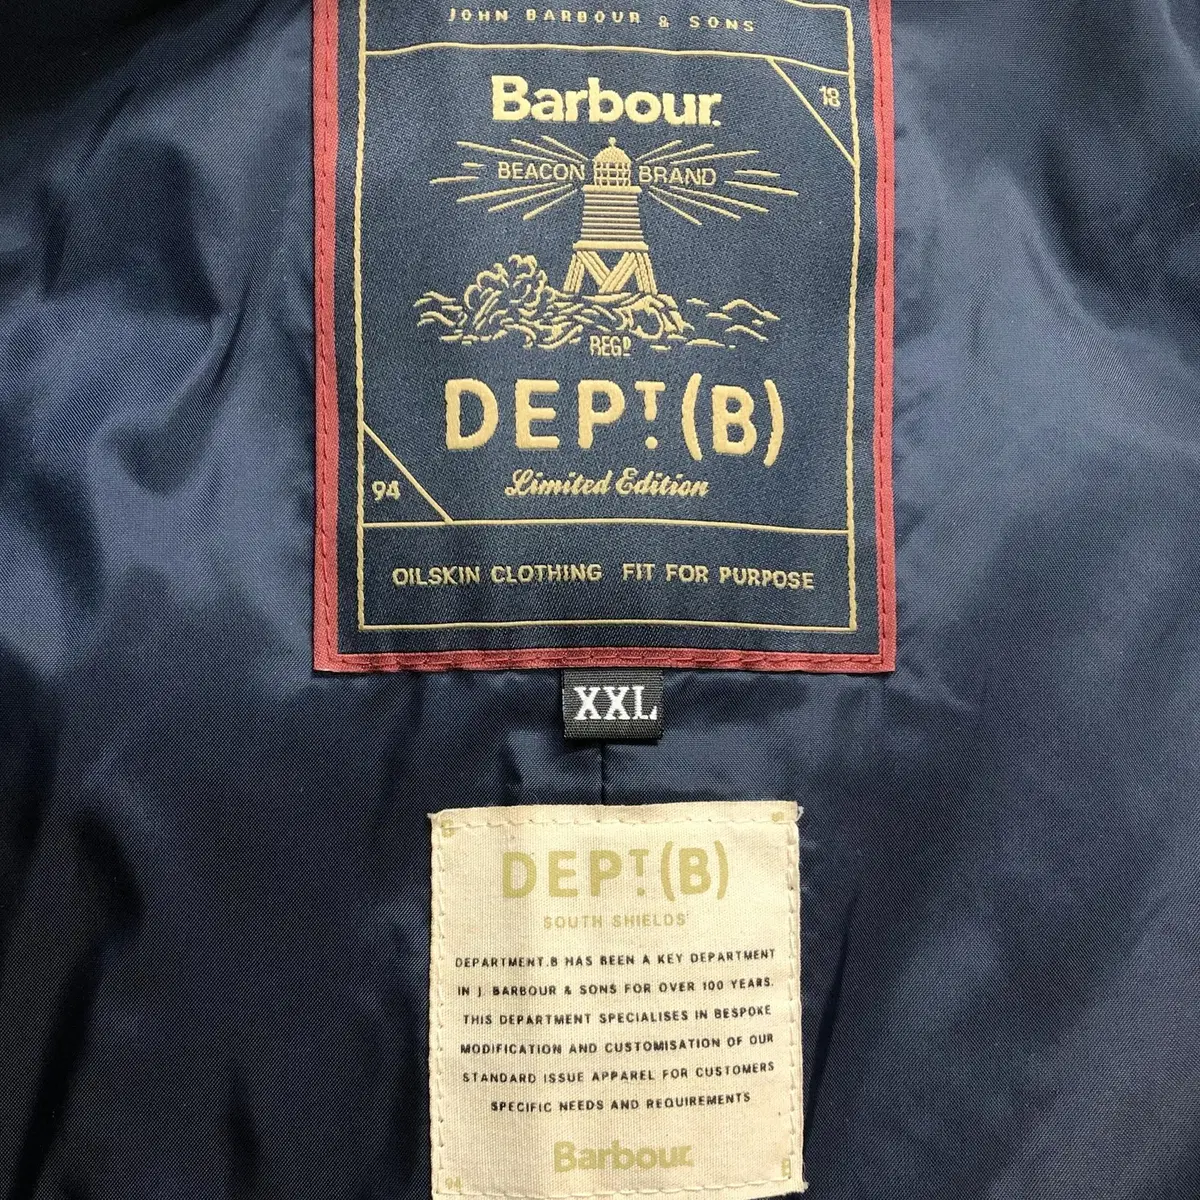 JOHN BARBOUR & SONS
Barbour.
18
BEACON BRAND
REGD
DEPT. (B)
Limited Edition
94
OILSKIN CLOTHING FIT FOR PURPOSE
XXL
DEPT. (B)
SOUTH SHIELDS
DEPARTMENT.B HAS BEEN A KEY DEPARTMENT
IN J. BARBOUR & SONS FOR OVER 100 YEARS.
THIS DEPARTMENT SPECIALISES IN BESPOKE
MODIFICATION AND CUSTOMISATION OF OUR
STANDARD ISSUE APPAREL FOR CUSTOMERS
SPECIFIC NEEDS AND REQUIREMENTS
Barbour.
94 B